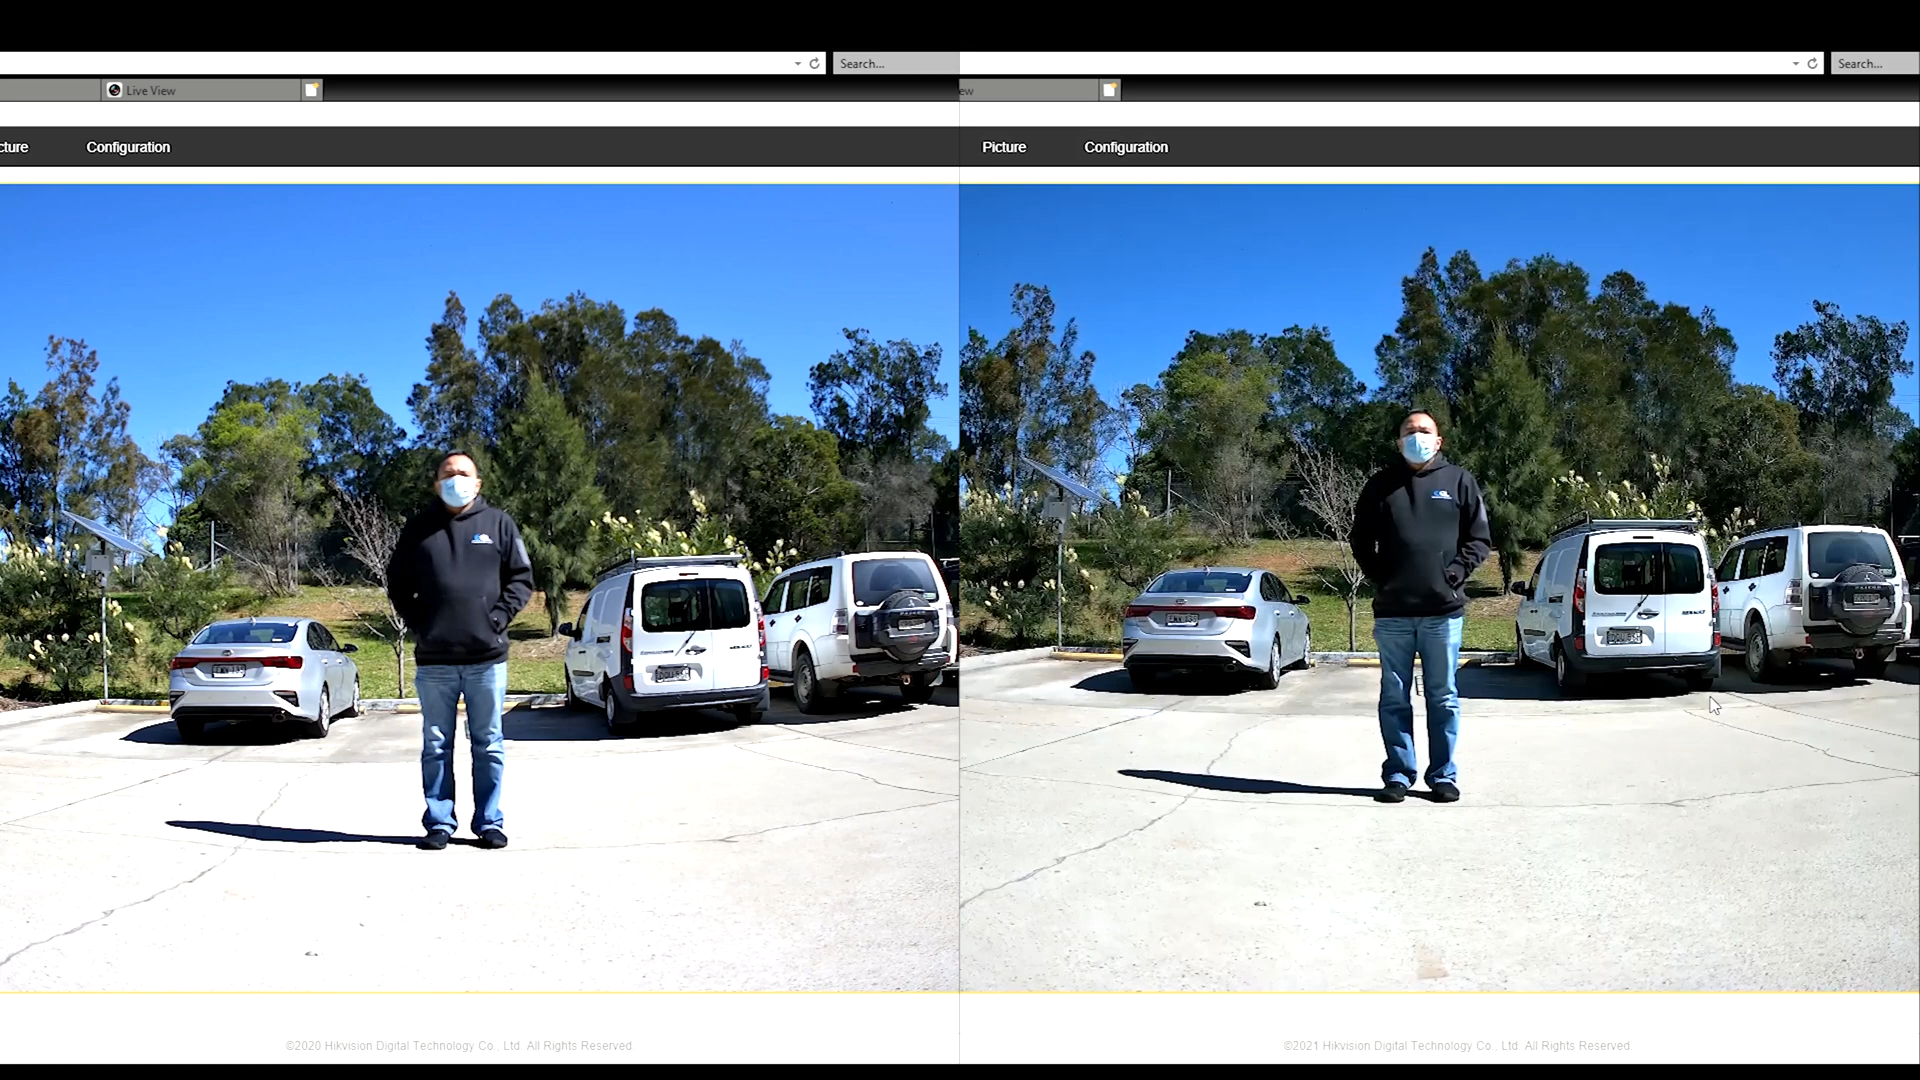 Search...
Search...
Live View
ew
cture
Configuration
Picture
Configuration
©2020 Hikvision Digital Technology Co., Ltd. All Rights Reserved.
©2021 Hikvision Digital Technology Co., Ltd. All Rights Reserved.